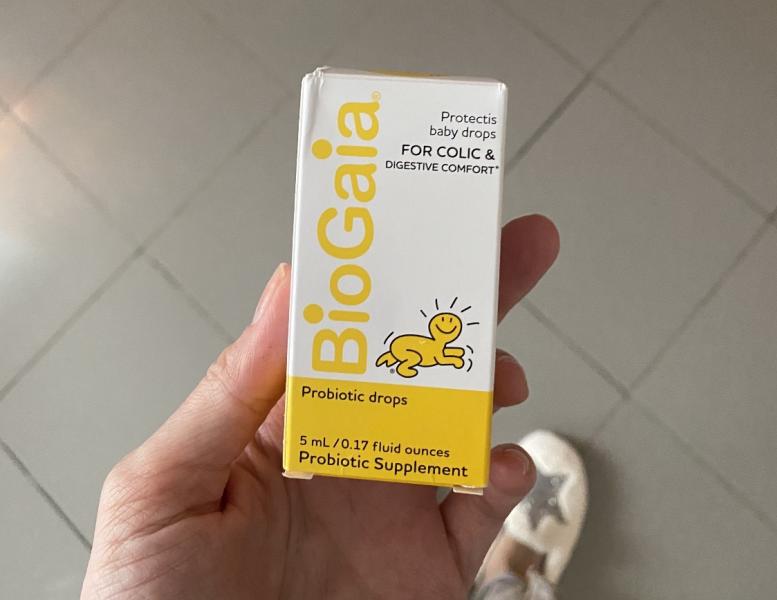 BioGaia®
Protectis
baby drops
FOR COLIC &
DIGESTIVE COMFORT*
Probiotic drops
5 mL / 0.17 fluid ounces
Probiotic Supplement